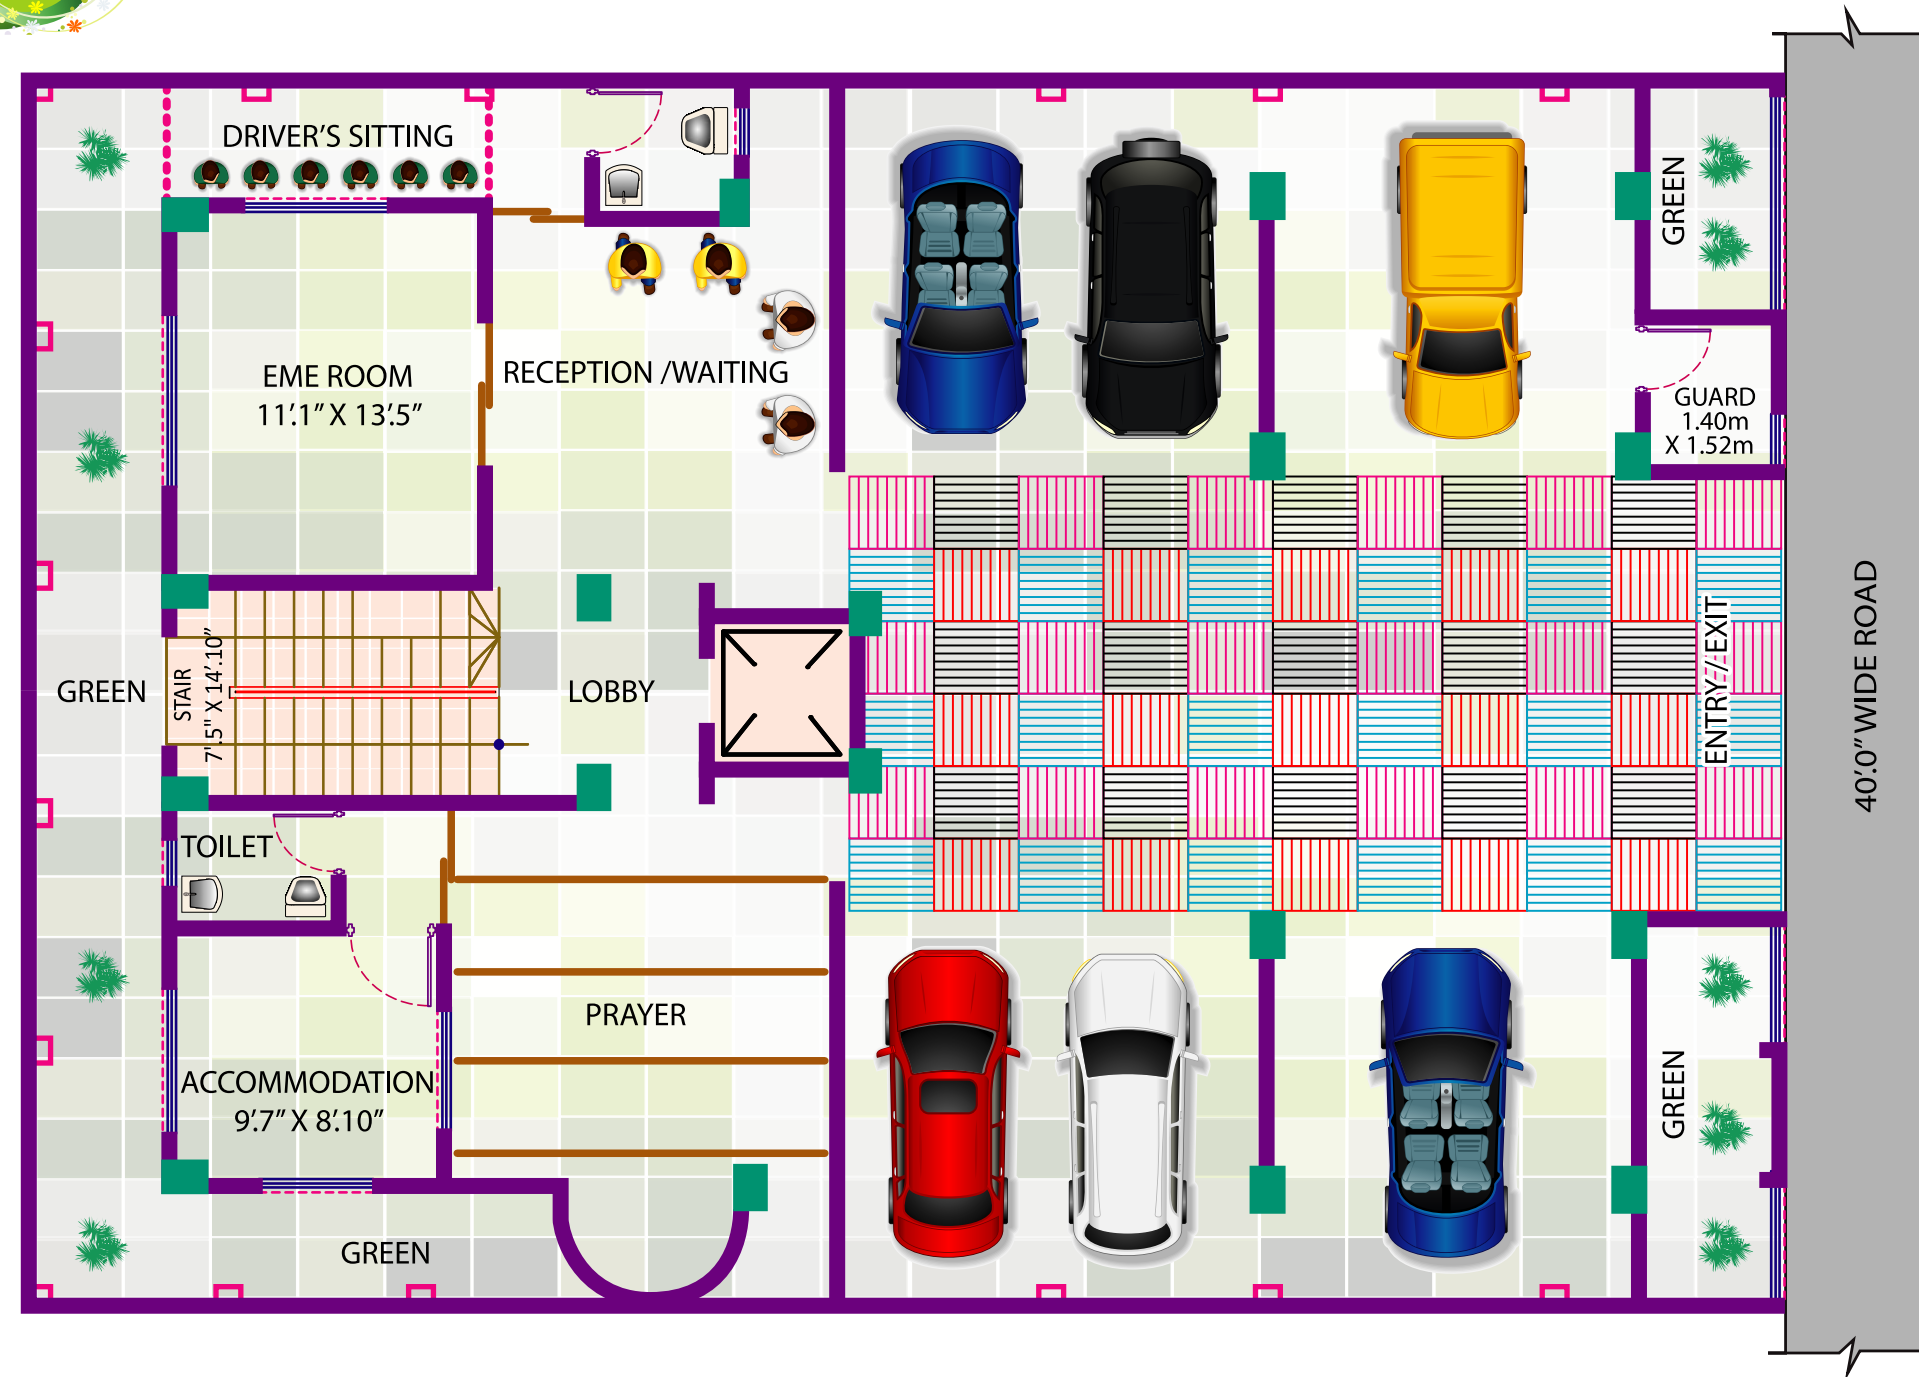 DRIVER'S SITTING
GREEN
EME ROOM
11'.1" X 13'.5"
RECEPTION /WAITING
GUARD
1.40m
X 1.52m
GREEN
STAIR
7'.5" X 14'.10"
LOBBY
ENTRY / EXIT
40'.0" WIDE ROAD
TOILET
PRAYER
ACCOMMODATION
9'.7" X 8'.10"
GREEN
GREEN